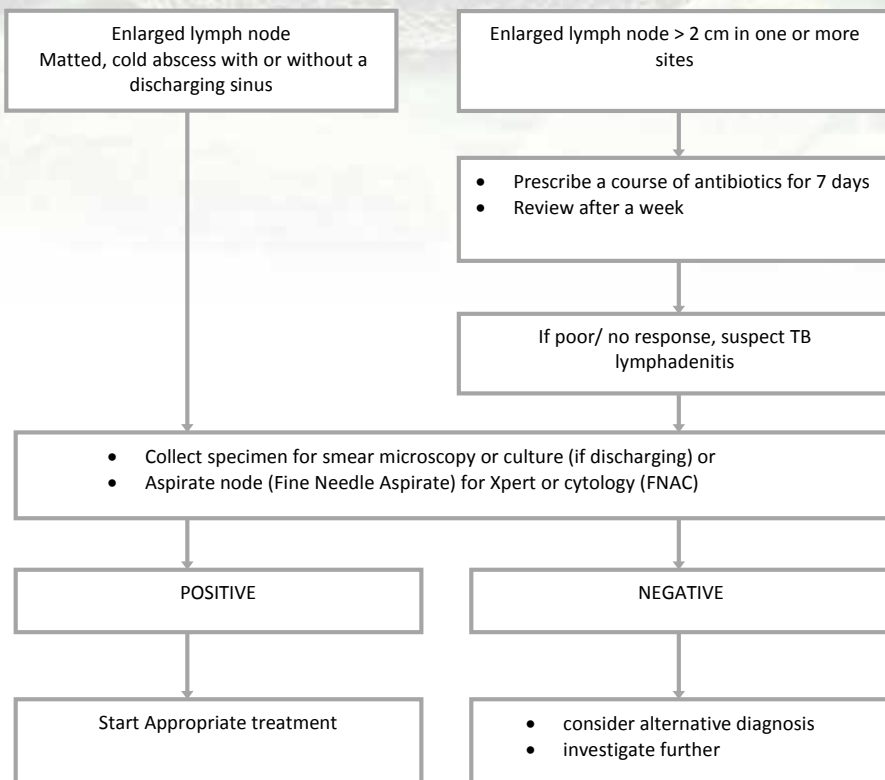 Enlarged lymph node
Matted, cold abscess with or without a
discharging sinus
Enlarged lymph node > 2 cm in one or more
sites
• Prescribe a course of antibiotics for 7 days
• Review after a week
If poor/ no response, suspect TB
lymphadenitis
• Collect specimen for smear microscopy or culture (if discharging) or
• Aspirate node (Fine Needle Aspirate) for Xpert or cytology (FNAC)
POSITIVE
NEGATIVE
Start Appropriate treatment
• consider alternative diagnosis
• investigate further